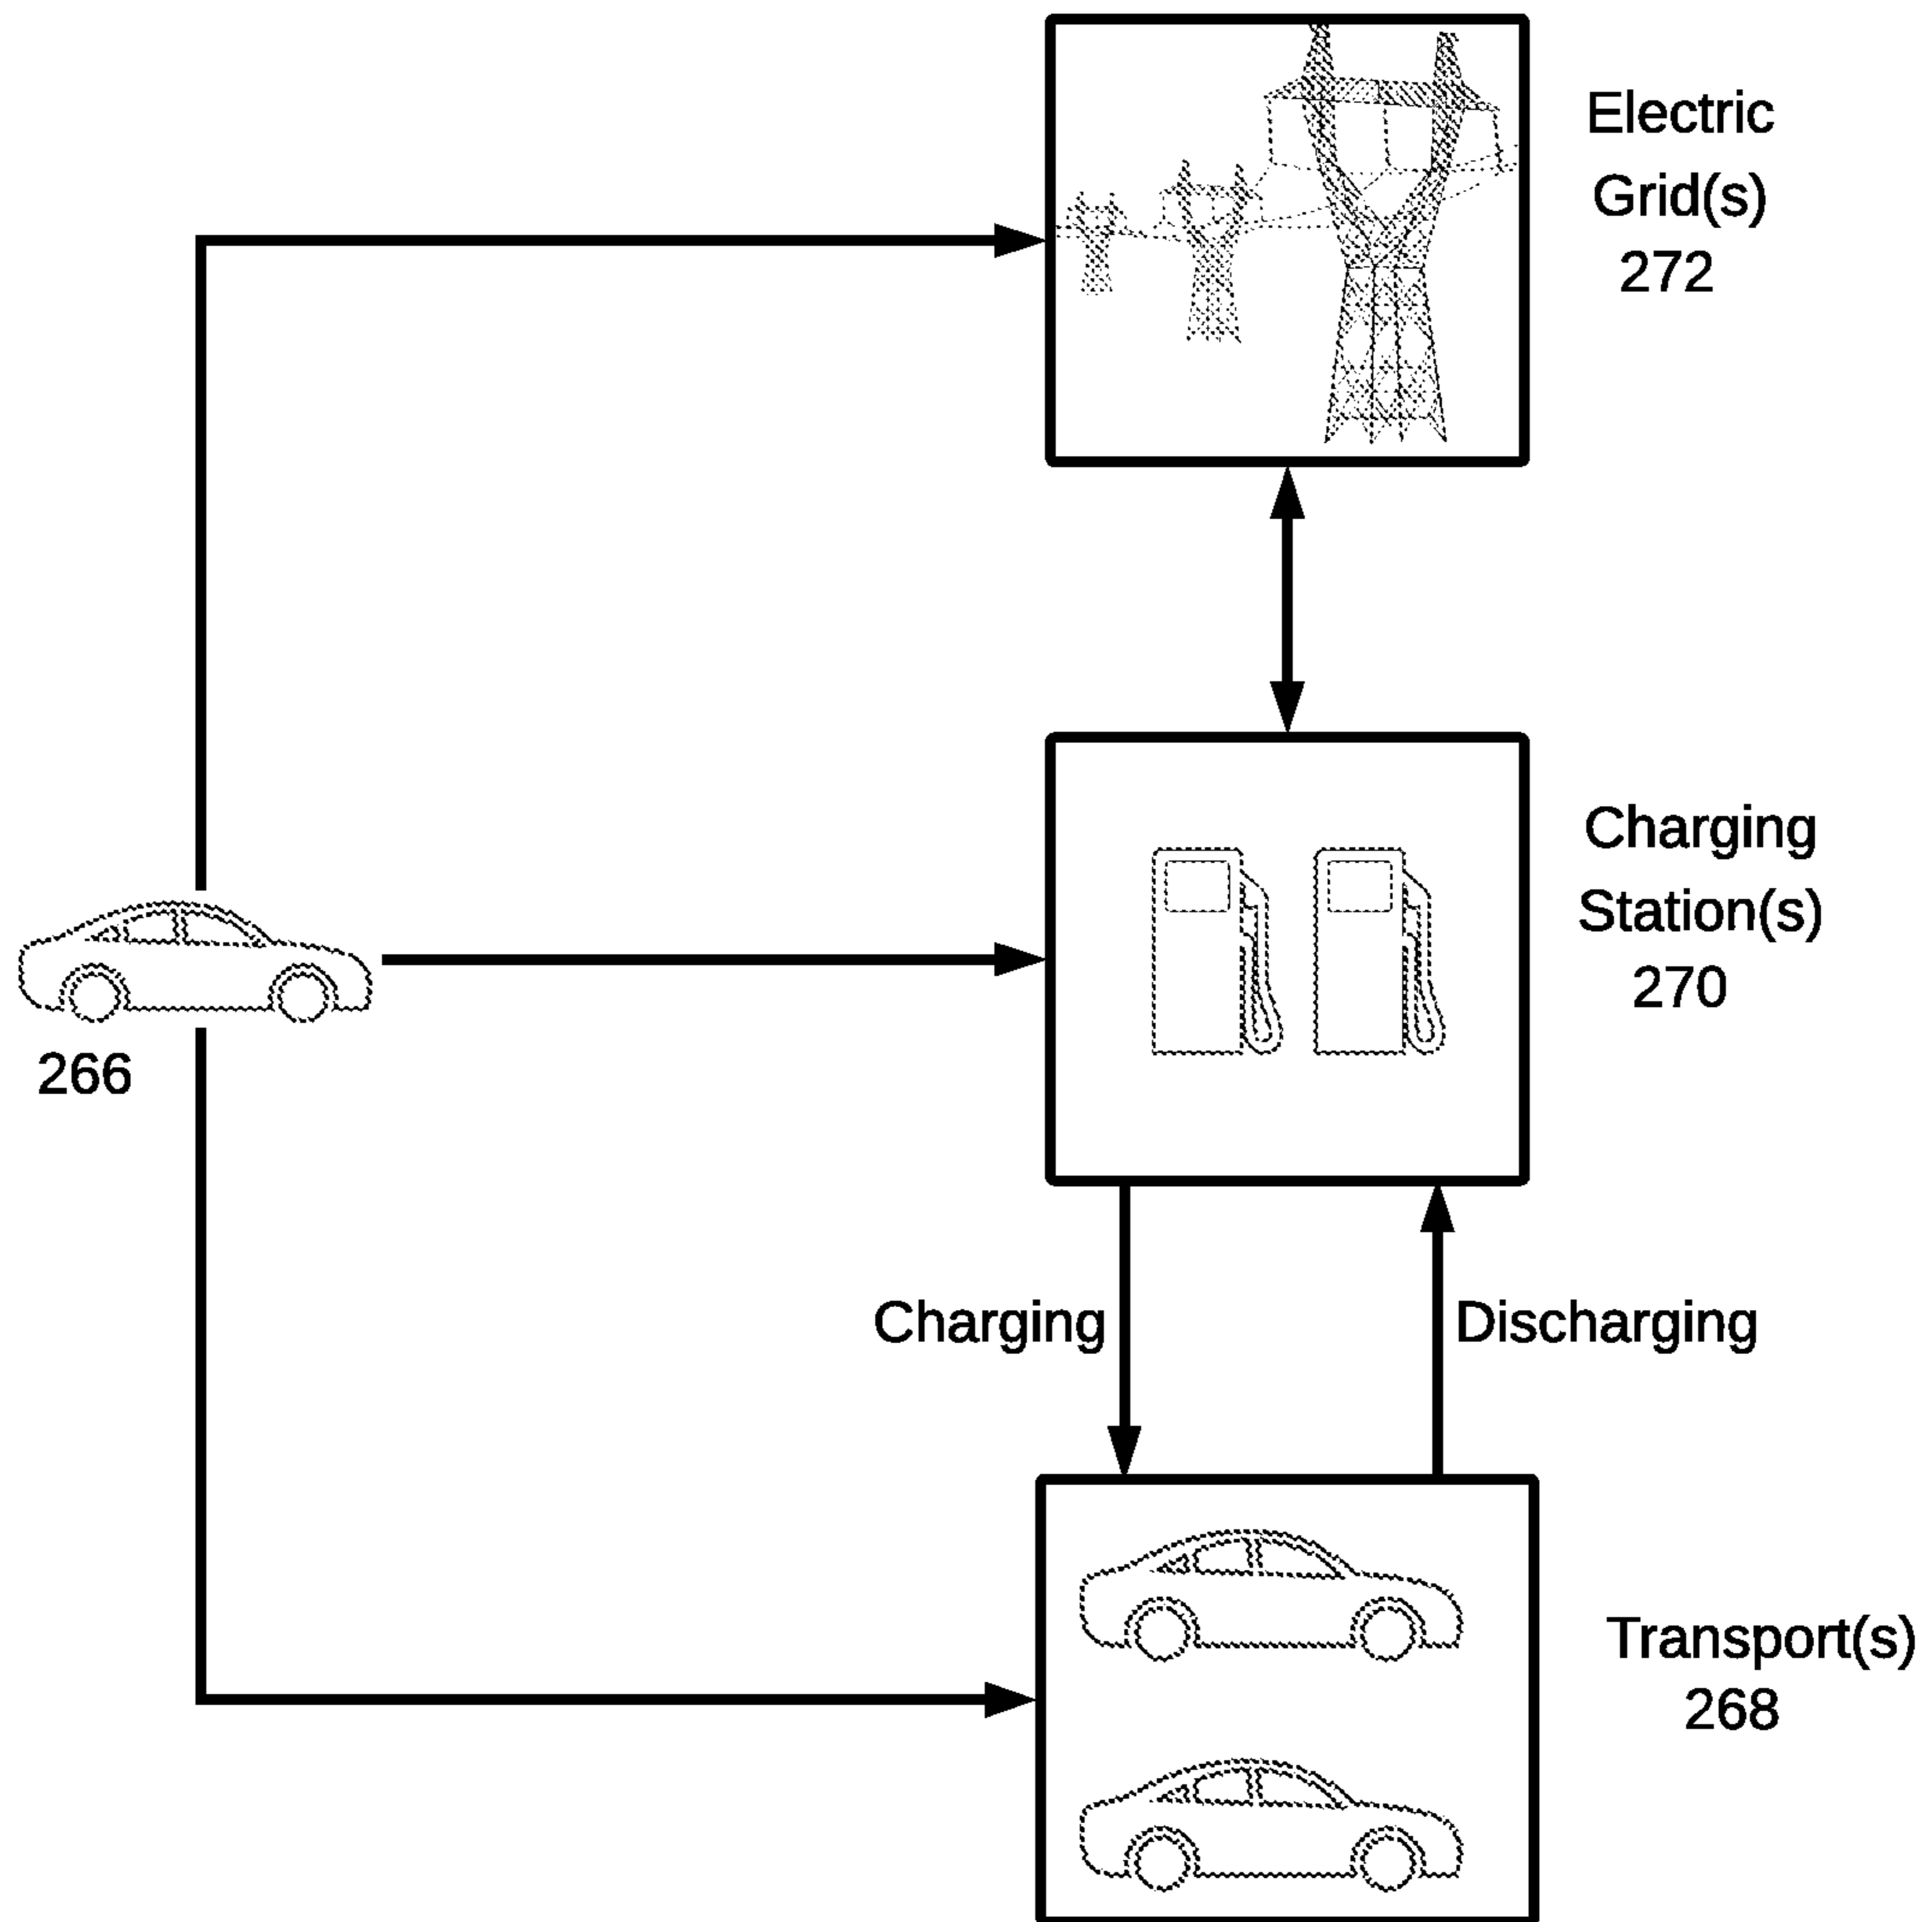 Electric
Grid(s)
272
Charging
Station(s)
270
266
Charging
Discharging
Transport(s)
268